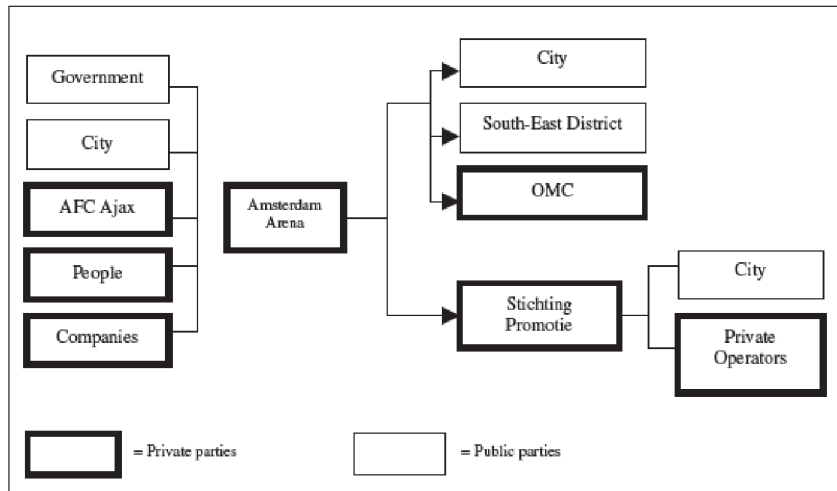 Government
City
AFC Ajax
People
Companies
Amsterdam
Arena
City
South-East District
OMC
Stichting
Promotie
City
Private
Operators
= Private parties
= Public parties